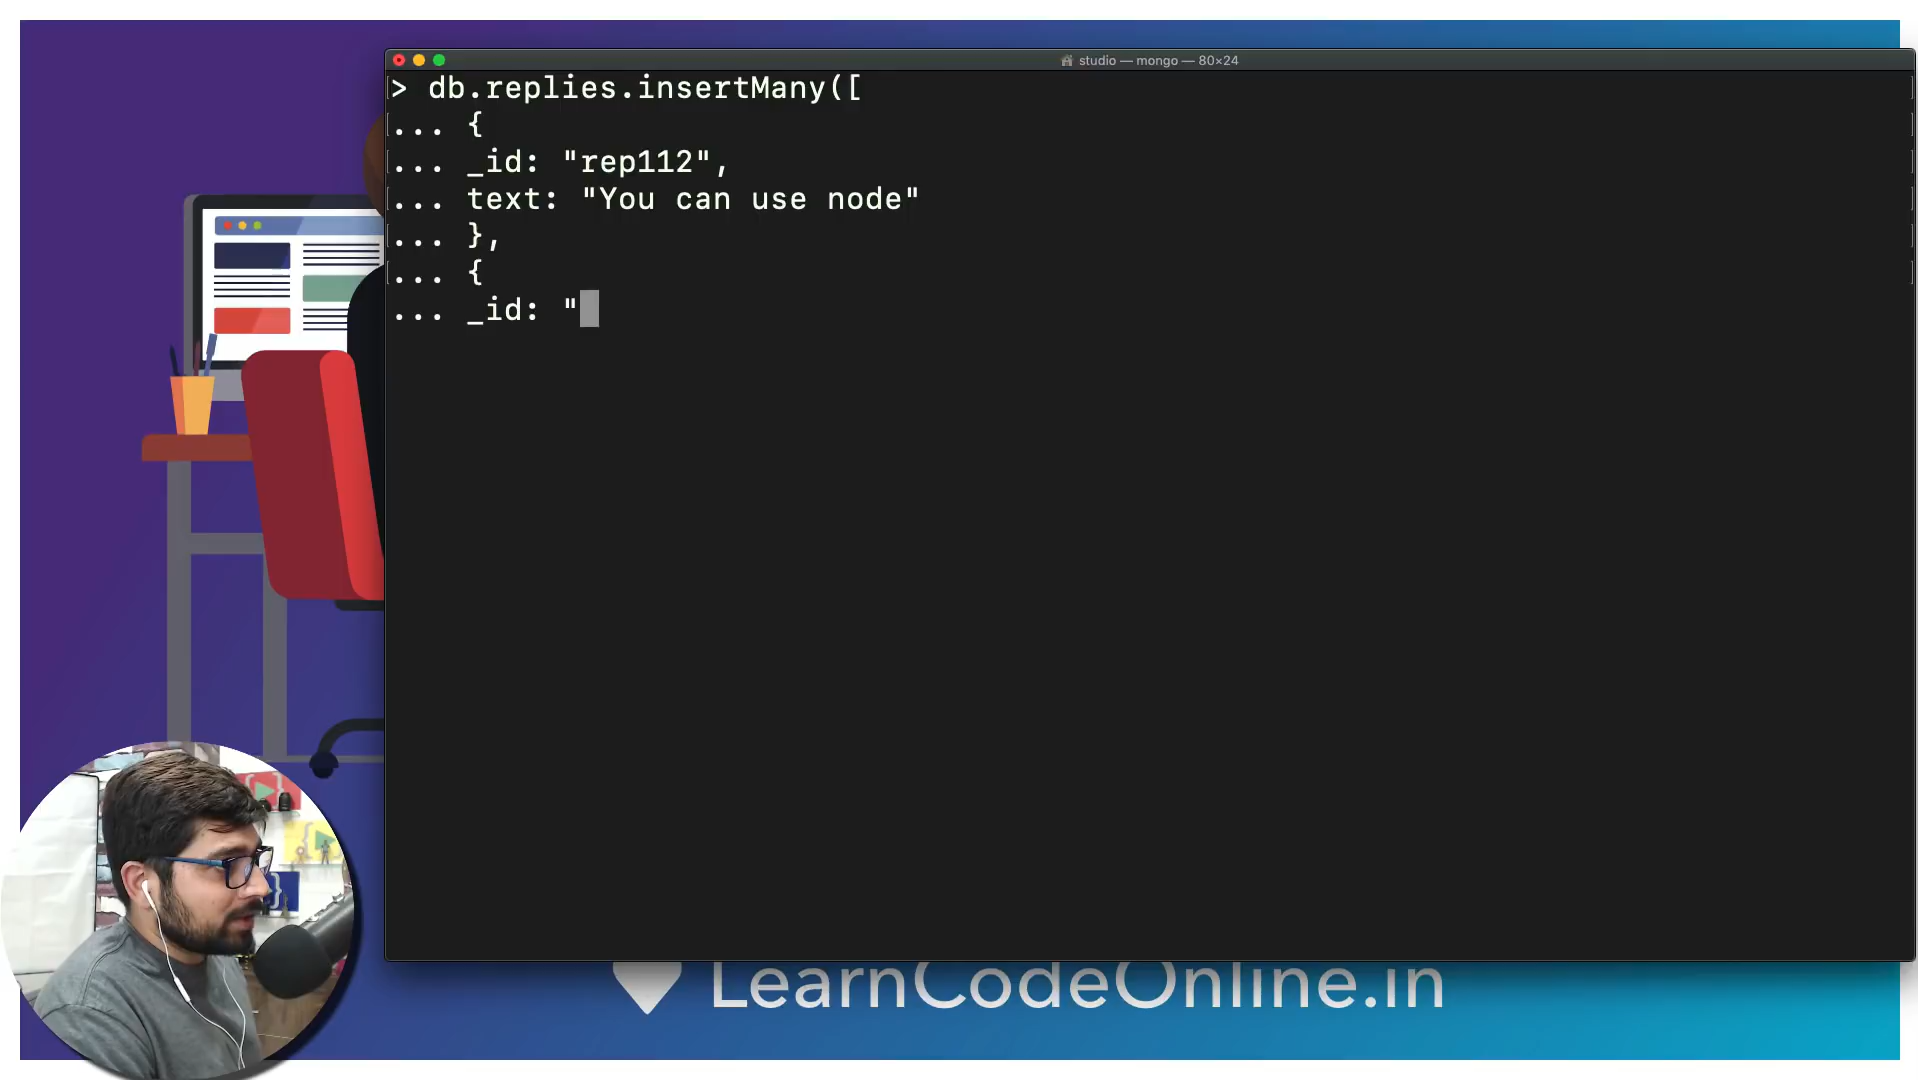 studio — mongo — 80×24
> db.replies.insertMany([
... {
... _id: "rep112",
... text: "You can use node"
... },
... {
... _id: "
LearnCodeOnline.in